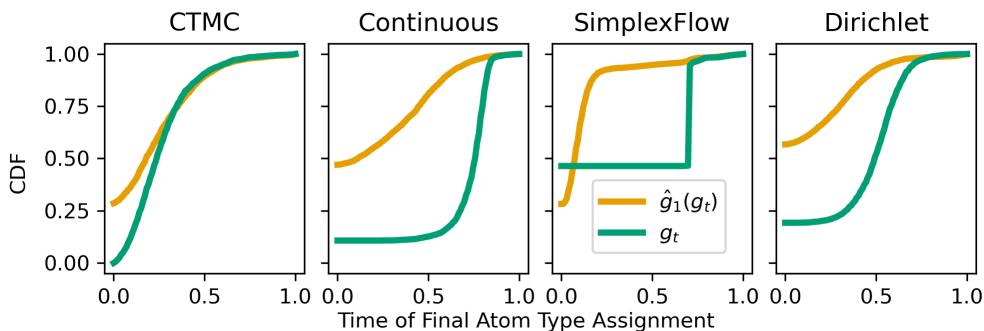 CTMC
Continuous
SimplexFlow
Dirichlet
CDF
1.00
0.75
0.50
0.25
0.00
ĝ₁(gₜ)
gₜ
0.0 0.5 1.0
0.0 0.5 1.0
0.0 0.5 1.0
0.0 0.5 1.0
Time of Final Atom Type Assignment